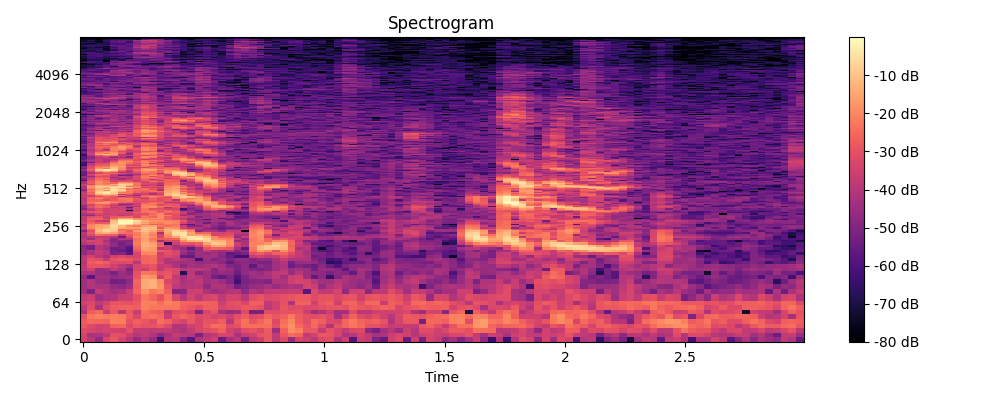 Spectrogram
4096
2048
1024
512
256
128
64
0
Hz
0
0.5
1
1.5
2
2.5
Time
-10 dB
-20 dB
-30 dB
-40 dB
-50 dB
-60 dB
-70 dB
-80 dB